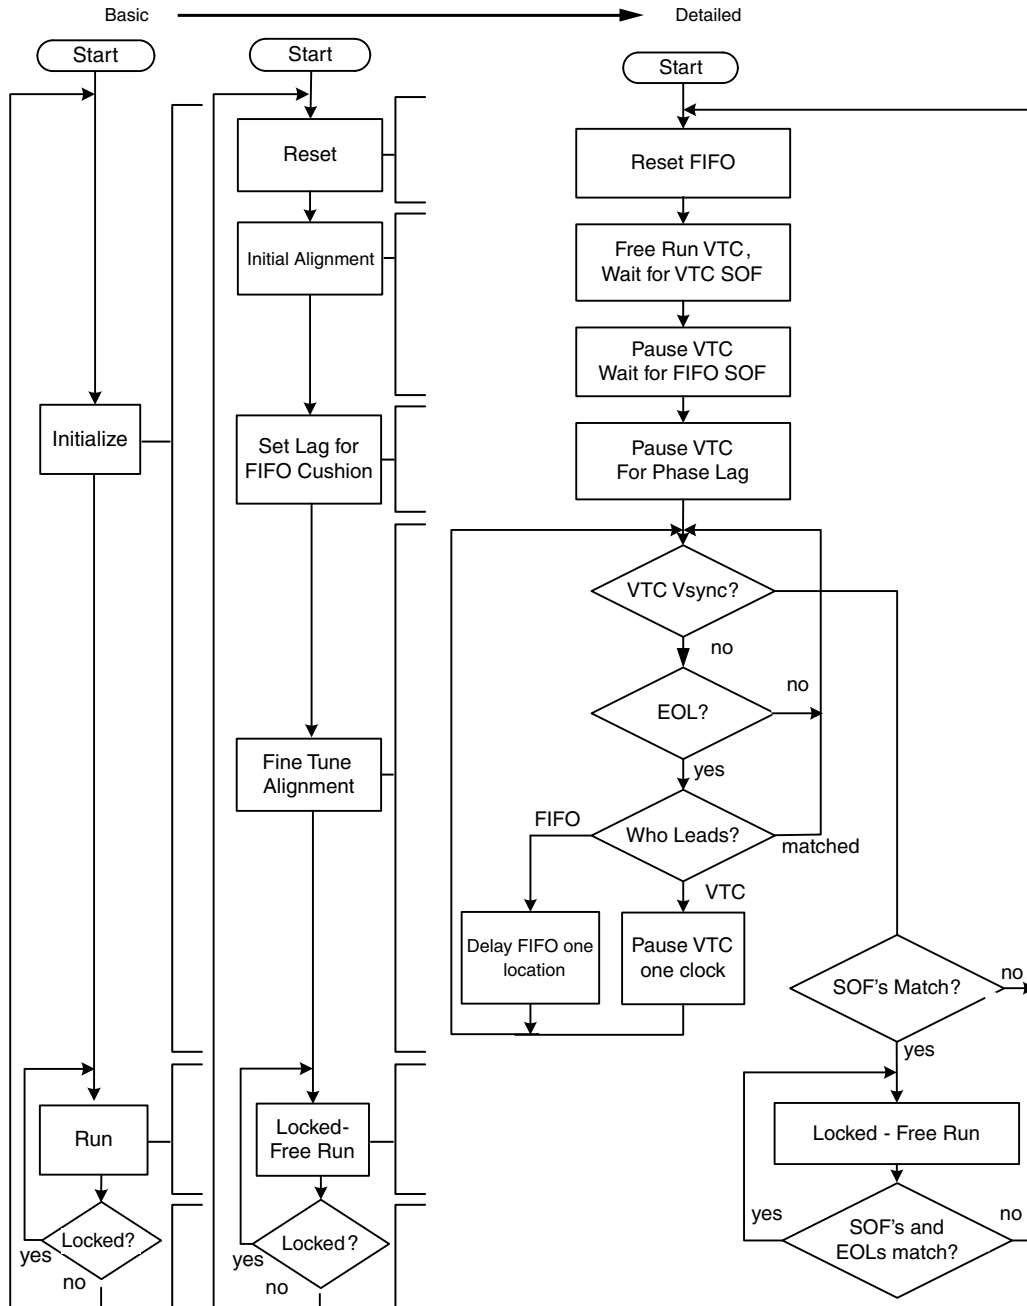 Basic
Detailed
Start
Initialize
Run
Locked?
yes
no
Start
Reset
Initial Alignment
Set Lag for
FIFO Cushion
Fine Tune
Alignment
Locked-
Free Run
Locked?
yes
no
Start
Reset FIFO
Free Run VTC,
Wait for VTC SOF
Pause VTC
Wait for FIFO SOF
Pause VTC
For Phase Lag
VTC Vsync?
no
EOL?
no
yes
Who Leads?
FIFO
matched
VTC
Delay FIFO one
location
Pause VTC
one clock
SOF's Match?
no
yes
Locked - Free Run
SOF's and
EOLs match?
yes
no